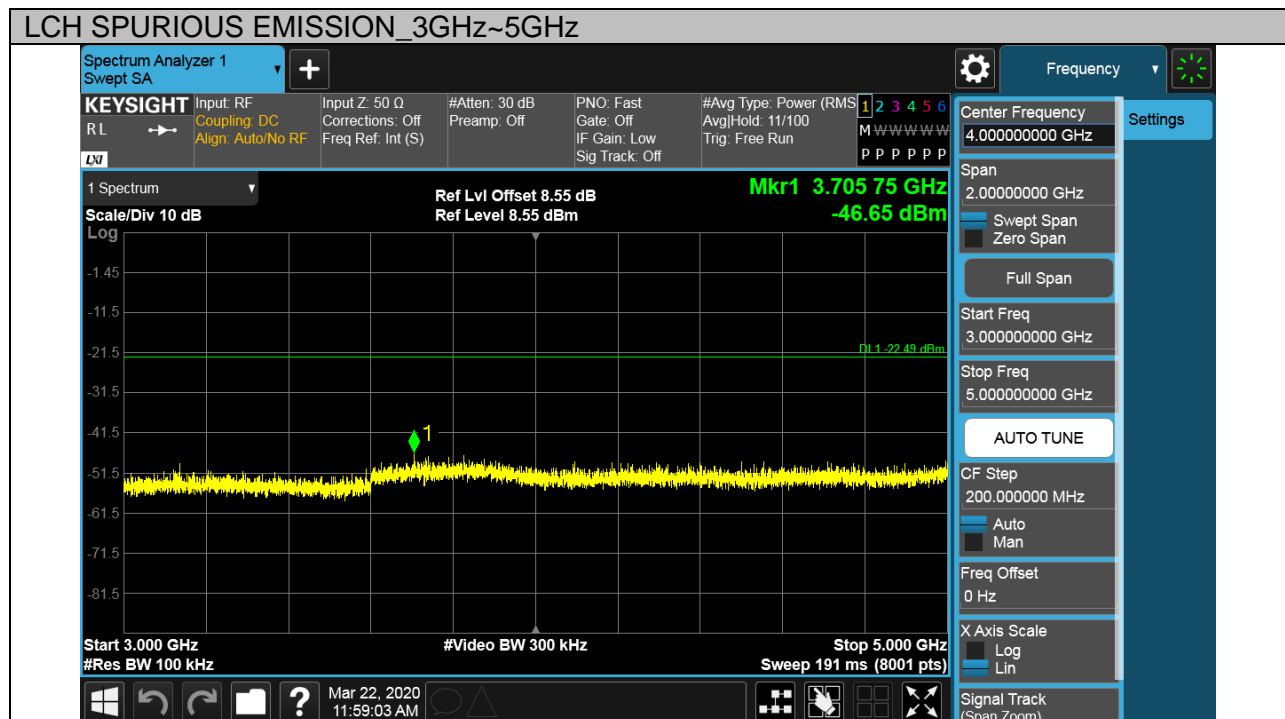 LCH SPURIOUS EMISSION_3GHz~5GHz
Spectrum Analyzer 1
Swept SA
+
Frequency
KEYSIGHT
RL
LXI
Input: RF
Coupling: DC
Align: Auto/No RF
Input Z: 50 Ω
Corrections: Off
Freq Ref: Int (S)
#Atten: 30 dB
Preamp: Off
PNO: Fast
Gate: Off
IF Gain: Low
Sig Track: Off
#Avg Type: Power (RMS
Avg|Hold: 11/100
Trig: Free Run
1 2 3 4 5 6
M W W W W W
P P P P P P
1 Spectrum
Scale/Div 10 dB
Log
Ref Lvl Offset 8.55 dB
Ref Level 8.55 dBm
Mkr1 3.705 75 GHz
-46.65 dBm
-1.45
-11.5
-21.5
DL1 -22.49 dBm
-31.5
-41.5
1
-51.5
-61.5
-71.5
-81.5
Start 3.000 GHz
#Res BW 100 kHz
#Video BW 300 kHz
Stop 5.000 GHz
Sweep 191 ms (8001 pts)
?
Mar 22, 2020
11:59:03 AM
Center Frequency
4.000000000 GHz
Settings
Span
2.00000000 GHz
Swept Span
Zero Span
Full Span
Start Freq
3.000000000 GHz
Stop Freq
5.000000000 GHz
AUTO TUNE
CF Step
200.000000 MHz
Auto
Man
Freq Offset
0 Hz
X Axis Scale
Log
Lin
Signal Track
(Span Zoom)